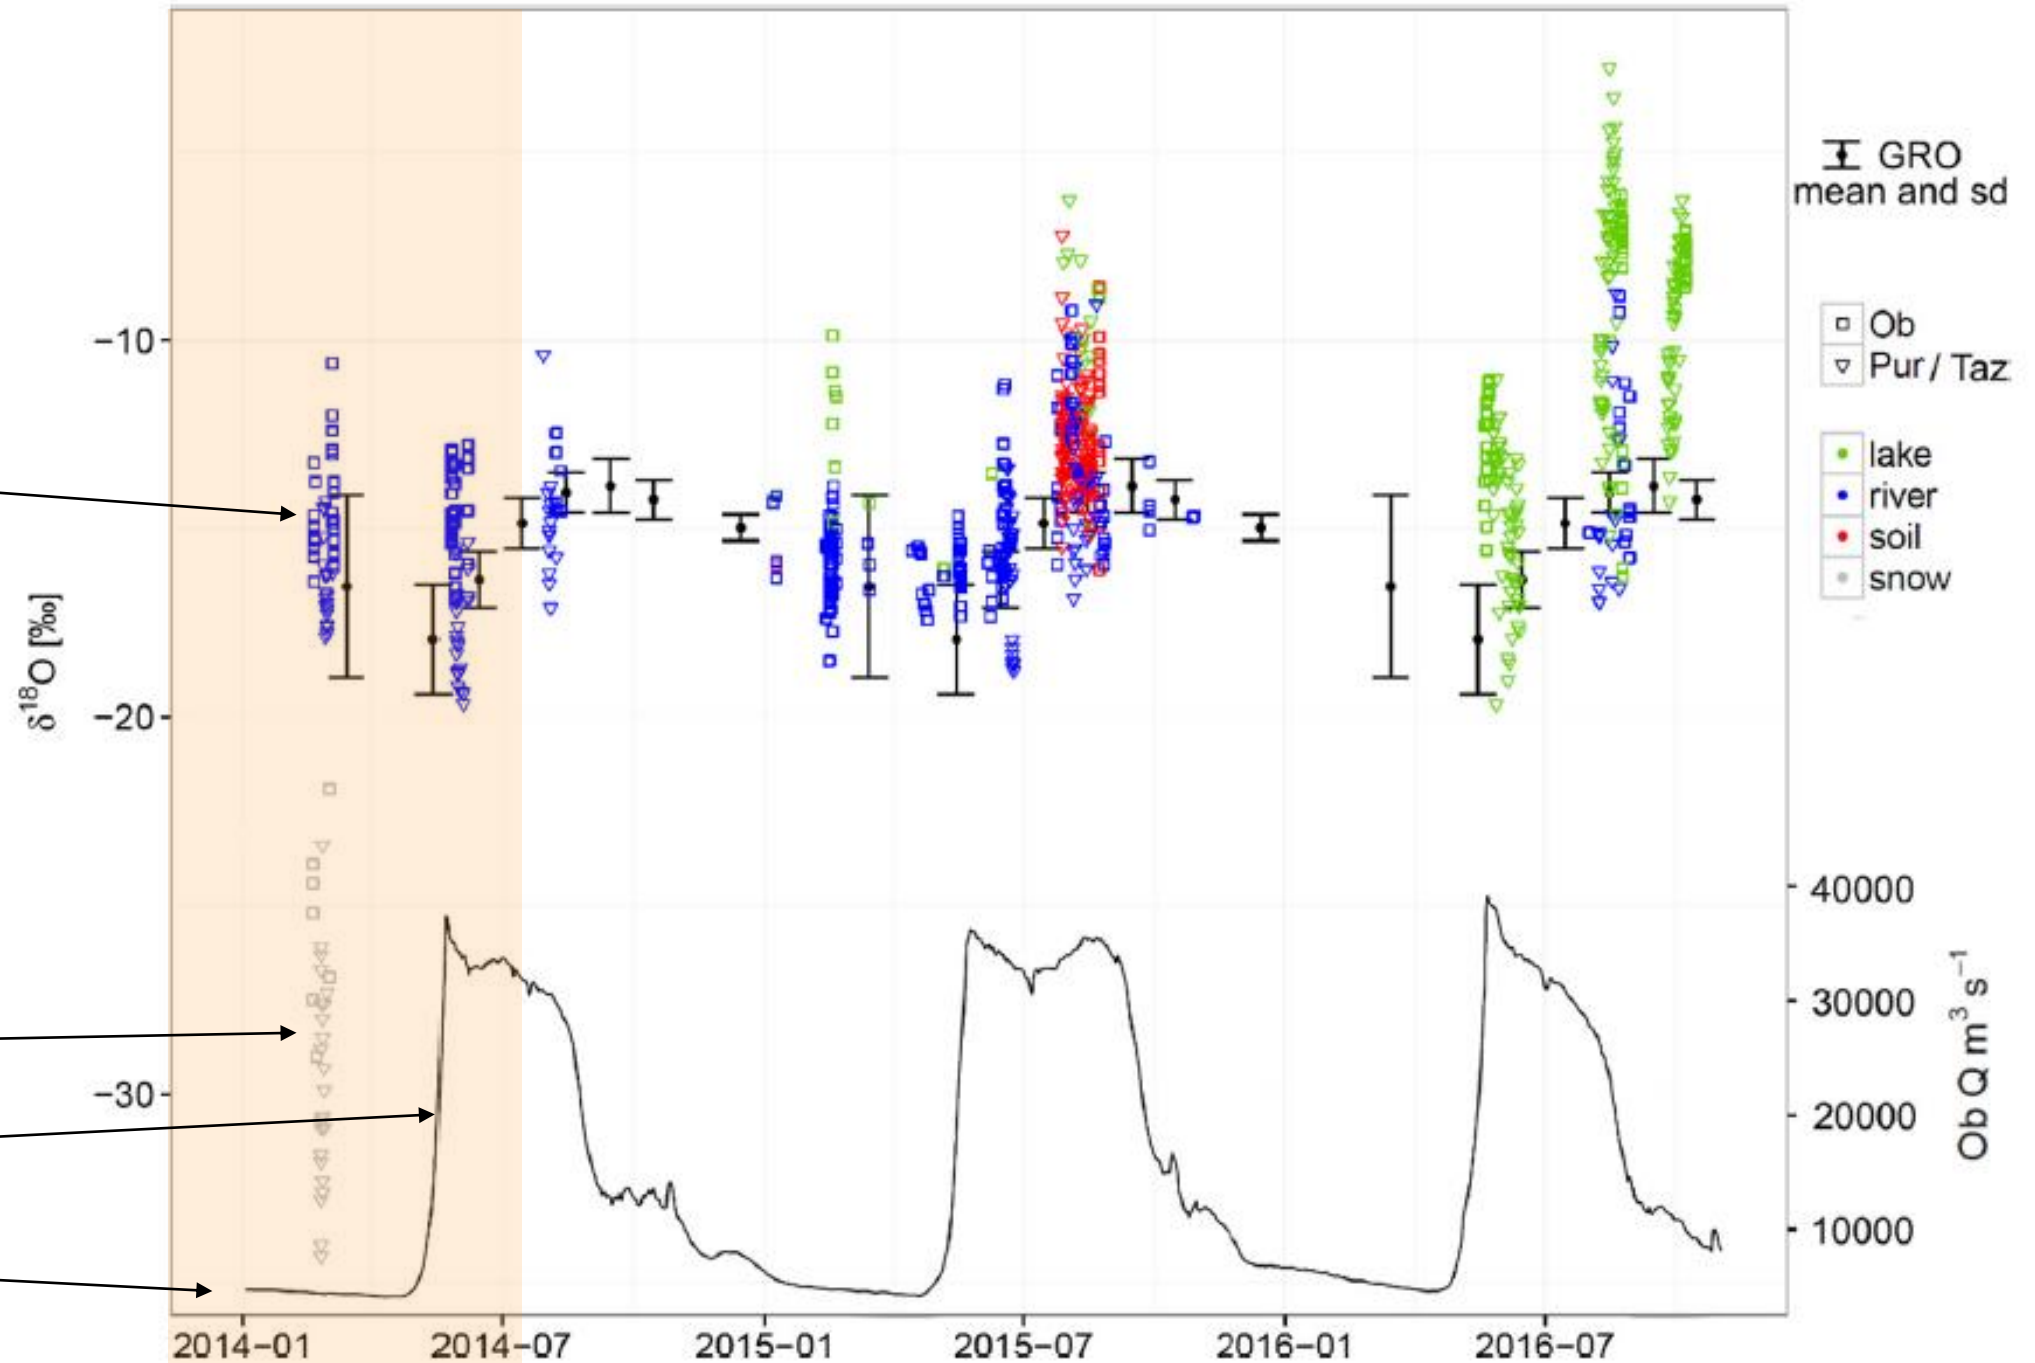 −10
−20
−30
δ¹⁸O [‰]
2014−01
2014−07
2015−01
2015−07
2016−01
2016−07
40000
30000
20000
10000
Ob Q m³ s⁻¹
GRO
mean and sd
Ob
Pur / Taz
lake
river
soil
snow